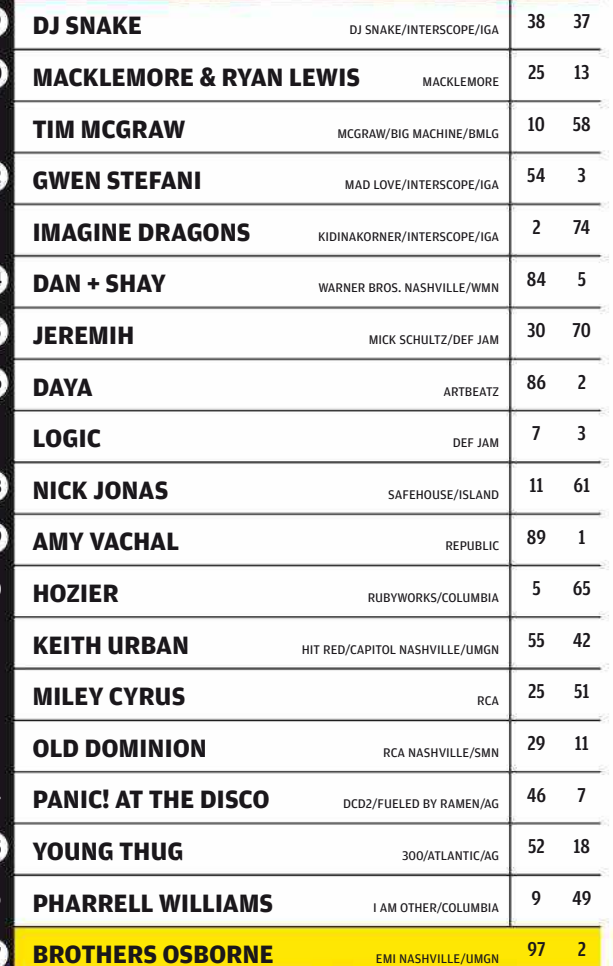 DJ SNAKE DJ SNAKE/INTERSCOPE/IGA 38 37
MACKLEMORE & RYAN LEWIS MACKLEMORE 25 13
TIM MCGRAW MCGRAW/BIG MACHINE/BMLG 10 58
GWEN STEFANI MAD LOVE/INTERSCOPE/IGA 54 3
IMAGINE DRAGONS KIDINAKORNER/INTERSCOPE/IGA 2 74
DAN + SHAY WARNER BROS. NASHVILLE/WMN 84 5
JEREMIH MICK SCHULTZ/DEF JAM 30 70
DAYA ARTBEATZ 86 2
LOGIC DEF JAM 7 3
NICK JONAS SAFEHOUSE/ISLAND 11 61
AMY VACHAL REPUBLIC 89 1
HOZIER RUBYWORKS/COLUMBIA 5 65
KEITH URBAN HIT RED/CAPITOL NASHVILLE/UMGN 55 42
MILEY CYRUS RCA 25 51
OLD DOMINION RCA NASHVILLE/SMN 29 11
PANIC! AT THE DISCO DCD2/FUELED BY RAMEN/AG 46 7
YOUNG THUG 300/ATLANTIC/AG 52 18
PHARRELL WILLIAMS I AM OTHER/COLUMBIA 9 49
BROTHERS OSBORNE EMI NASHVILLE/UMGN 97 2